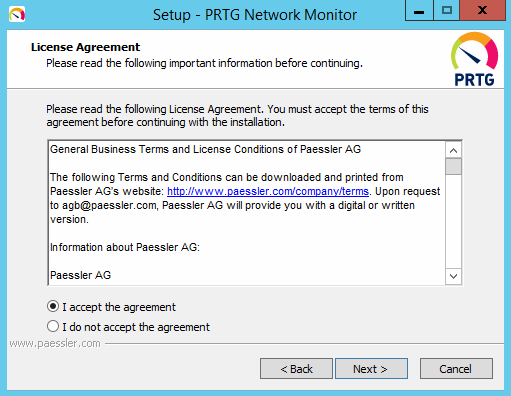 Setup - PRTG Network Monitor
License Agreement
Please read the following important information before continuing.
PRTG
Please read the following License Agreement. You must accept the terms of this
agreement before continuing with the installation.
General Business Terms and License Conditions of Paessler AG
The following Terms and Conditions can be downloaded and printed from
Paessler AG's website: http://www.paessler.com/company/terms. Upon request
to agb@paessler.com, Paessler AG will provide you with a digital or written
version.
Information about Paessler AG:
Paessler AG
I accept the agreement
I do not accept the agreement
www.paessler.com
< Back
Next >
Cancel